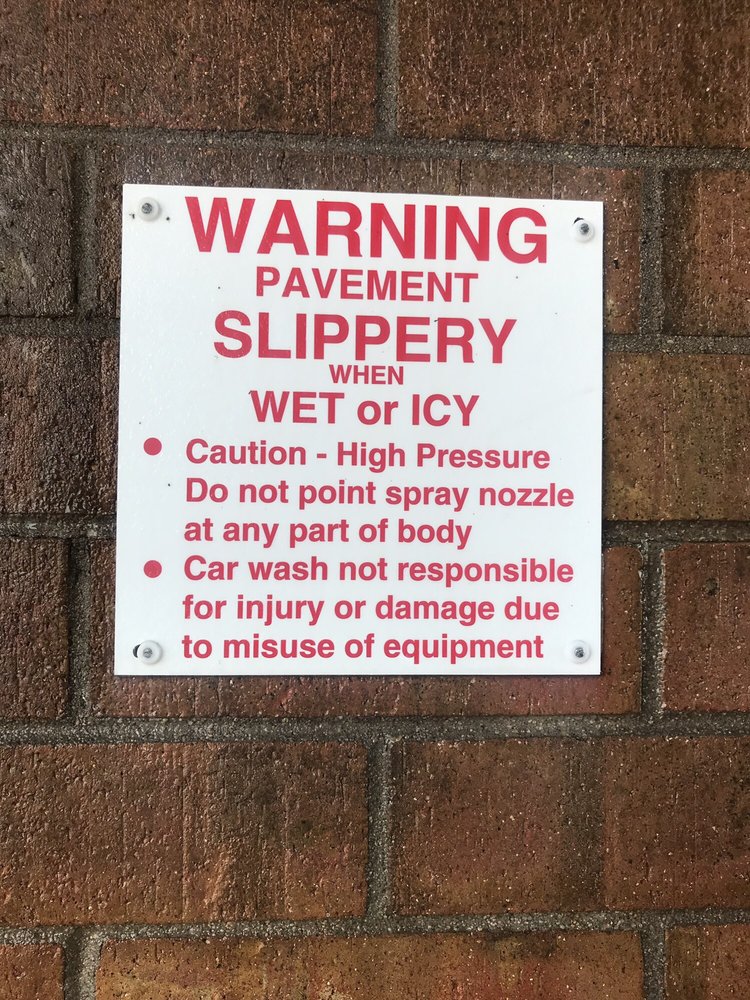 WARNING
PAVEMENT
SLIPPERY
WHEN
WET or ICY
• Caution - High Pressure
Do not point spray nozzle
at any part of body
• Car wash not responsible
for injury or damage due
to misuse of equipment